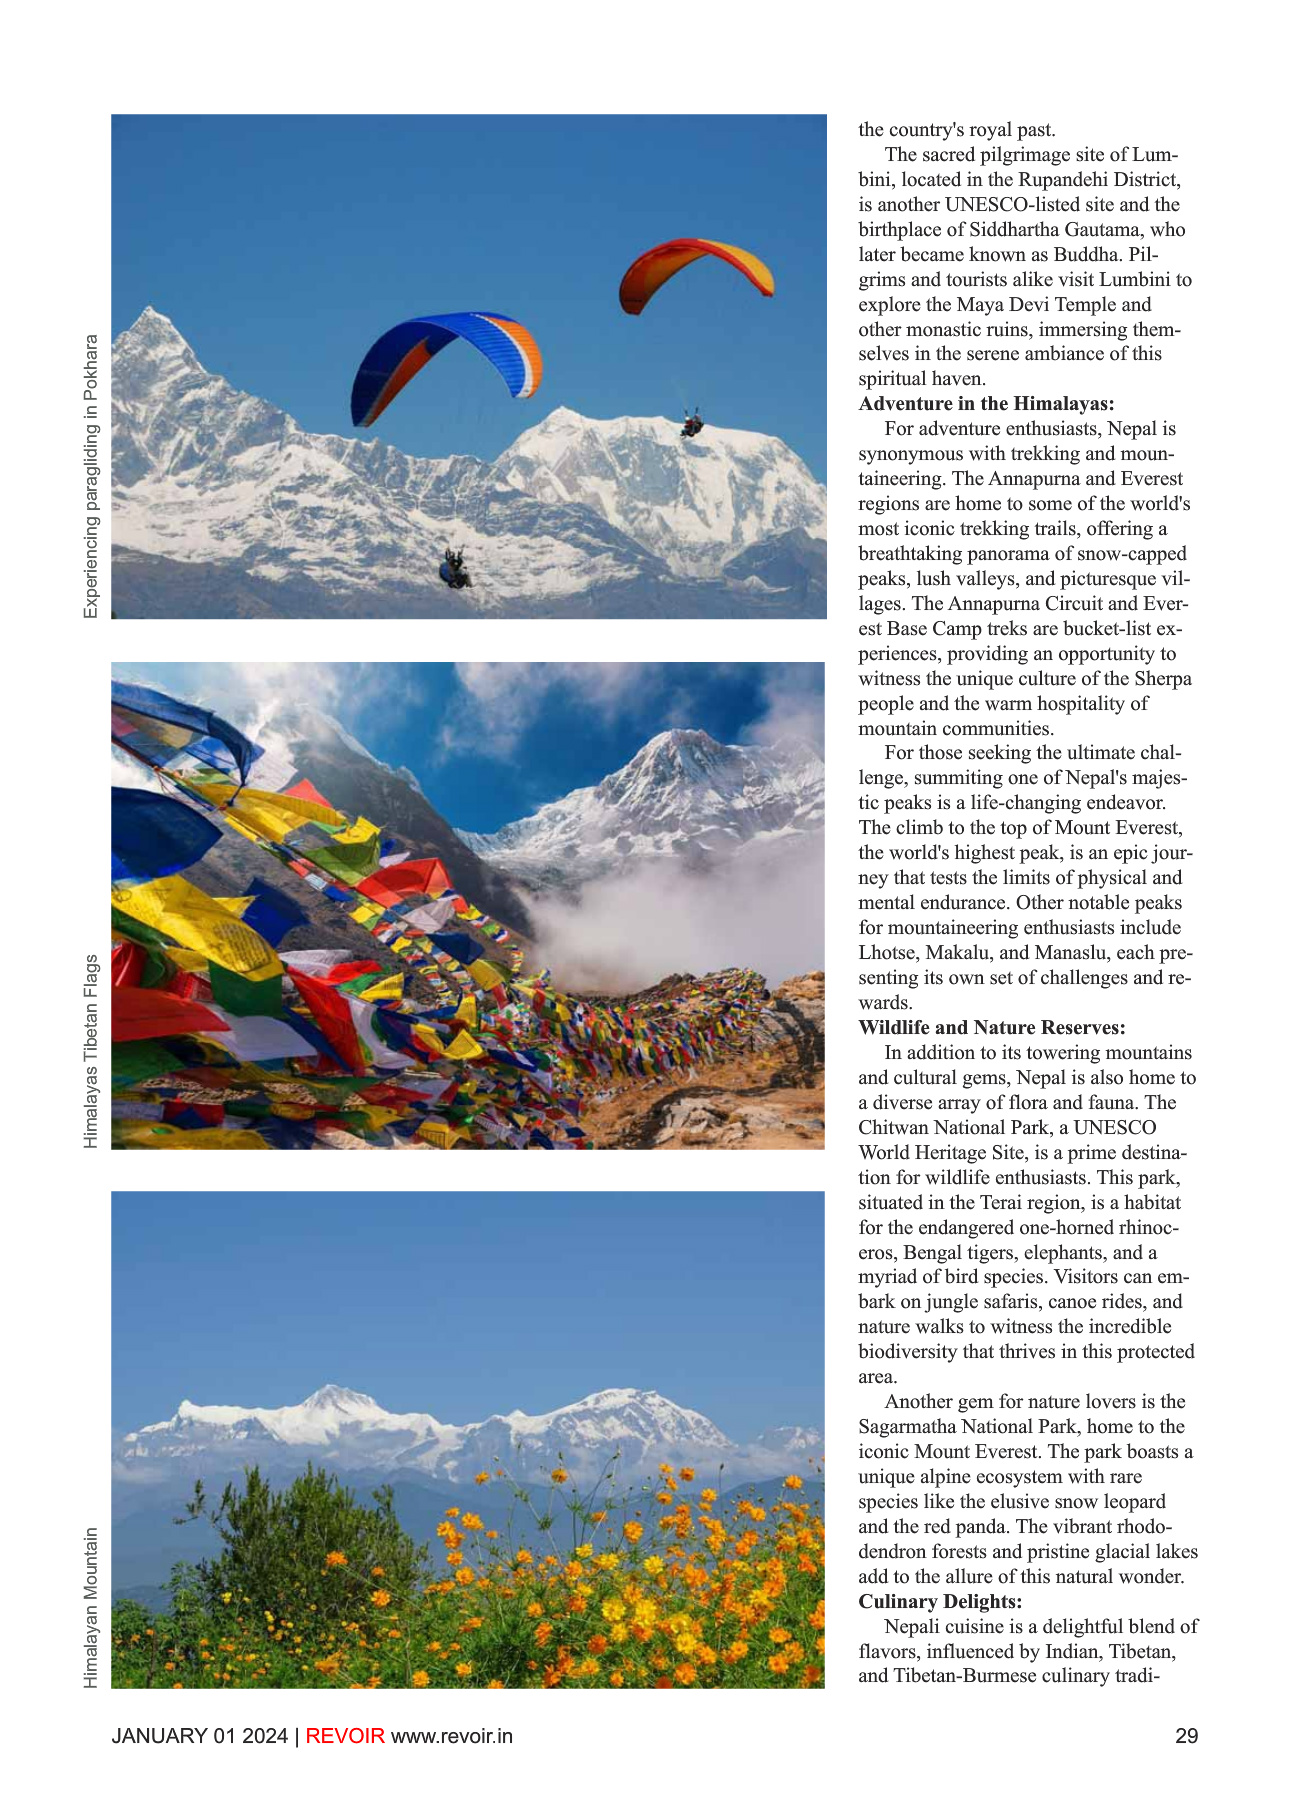 Experiencing paragliding in Pokhara
Himalayas Tibetan Flags
Himalayan Mountain
the country's royal past.
The sacred pilgrimage site of Lum-
bini, located in the Rupandehi District,
is another UNESCO-listed site and the
birthplace of Siddhartha Gautama, who
later became known as Buddha. Pil-
grims and tourists alike visit Lumbini to
explore the Maya Devi Temple and
other monastic ruins, immersing them-
selves in the serene ambiance of this
spiritual haven.
Adventure in the Himalayas:
For adventure enthusiasts, Nepal is
synonymous with trekking and moun-
taineering. The Annapurna and Everest
regions are home to some of the world's
most iconic trekking trails, offering a
breathtaking panorama of snow-capped
peaks, lush valleys, and picturesque vil-
lages. The Annapurna Circuit and Ever-
est Base Camp treks are bucket-list ex-
periences, providing an opportunity to
witness the unique culture of the Sherpa
people and the warm hospitality of
mountain communities.
For those seeking the ultimate chal-
lenge, summiting one of Nepal's majes-
tic peaks is a life-changing endeavor.
The climb to the top of Mount Everest,
the world's highest peak, is an epic jour-
ney that tests the limits of physical and
mental endurance. Other notable peaks
for mountaineering enthusiasts include
Lhotse, Makalu, and Manaslu, each pre-
senting its own set of challenges and re-
wards.
Wildlife and Nature Reserves:
In addition to its towering mountains
and cultural gems, Nepal is also home to
a diverse array of flora and fauna. The
Chitwan National Park, a UNESCO
World Heritage Site, is a prime destina-
tion for wildlife enthusiasts. This park,
situated in the Terai region, is a habitat
for the endangered one-horned rhinoc-
eros, Bengal tigers, elephants, and a
myriad of bird species. Visitors can em-
bark on jungle safaris, canoe rides, and
nature walks to witness the incredible
biodiversity that thrives in this protected
area.
Another gem for nature lovers is the
Sagarmatha National Park, home to the
iconic Mount Everest. The park boasts a
unique alpine ecosystem with rare
species like the elusive snow leopard
and the red panda. The vibrant rhodo-
dendron forests and pristine glacial lakes
add to the allure of this natural wonder.
Culinary Delights:
Nepali cuisine is a delightful blend of
flavors, influenced by Indian, Tibetan,
and Tibetan-Burmese culinary tradi-
JANUARY 01 2024 | REVOIR www.revoir.in
29